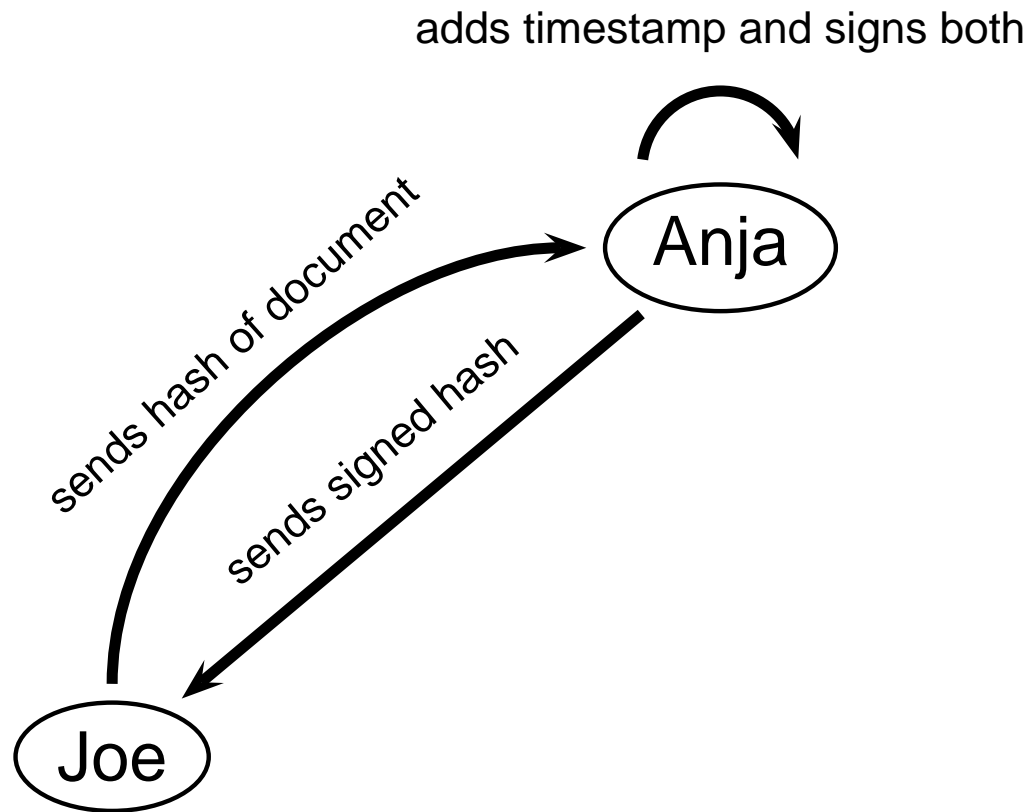 adds timestamp and signs both
Anja
sends hash of document
sends signed hash
Joe